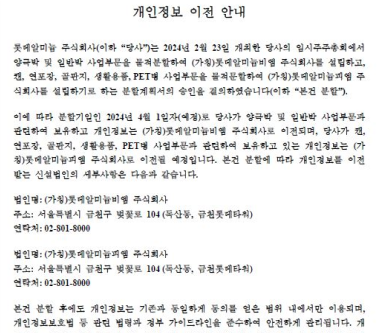 개인정보 이전 안내
롯데알미늄 주식회사(이하 “당사”)는 2024년 2월 23일 개최한 당사의 임시주주총회에서
양극박 및 일반박 사업부문을 물적분할하여 (가칭)롯데알미늄비엠 주식회사를 설립하고,
캔, 연포장, 골판지, 생활용품, PET병 사업부문을 물적분할하여 (가칭)롯데알미늄피엠 주
식회사를 설립하기로 하는 분할계획서의 승인을 결의하였습니다(이하 “본건 분할”).
이에 따라 분할기일인 2024년 4월 1일자(예정)로 당사가 양극박 및 일반박 사업부문과
관련하여 보유하고 개인정보는 (가칭)롯데알미늄비엠 주식회사로 이전되며, 당사가 캔,
연포장, 골판지, 생활용품, PET병 사업부문과 관련하여 보유하고 있는 개인정보는 (가
칭)롯데알미늄피엠 주식회사로 이전될 예정입니다. 본건 분할에 따라 개인정보를 이전
받는 신설법인의 세부사항은 다음과 같습니다.
법인명: (가칭)롯데알미늄비엠 주식회사
주소: 서울특별시 금천구 벚꽃로 104 (독산동, 금천롯데타워)
연락처: 02-801-8000
법인명: (가칭)롯데알미늄피엠 주식회사
주소: 서울특별시 금천구 벚꽃로 104 (독산동, 금천롯데타워)
연락처: 02-801-8000
본건 분할 후에도 개인정보는 기존과 동일하게 동의를 얻은 범위 내에서만 이용되며,
개인정보보호법 등 관련 법령과 정부 가이드라인을 준수하여 안전하게 관리됩니다. 개